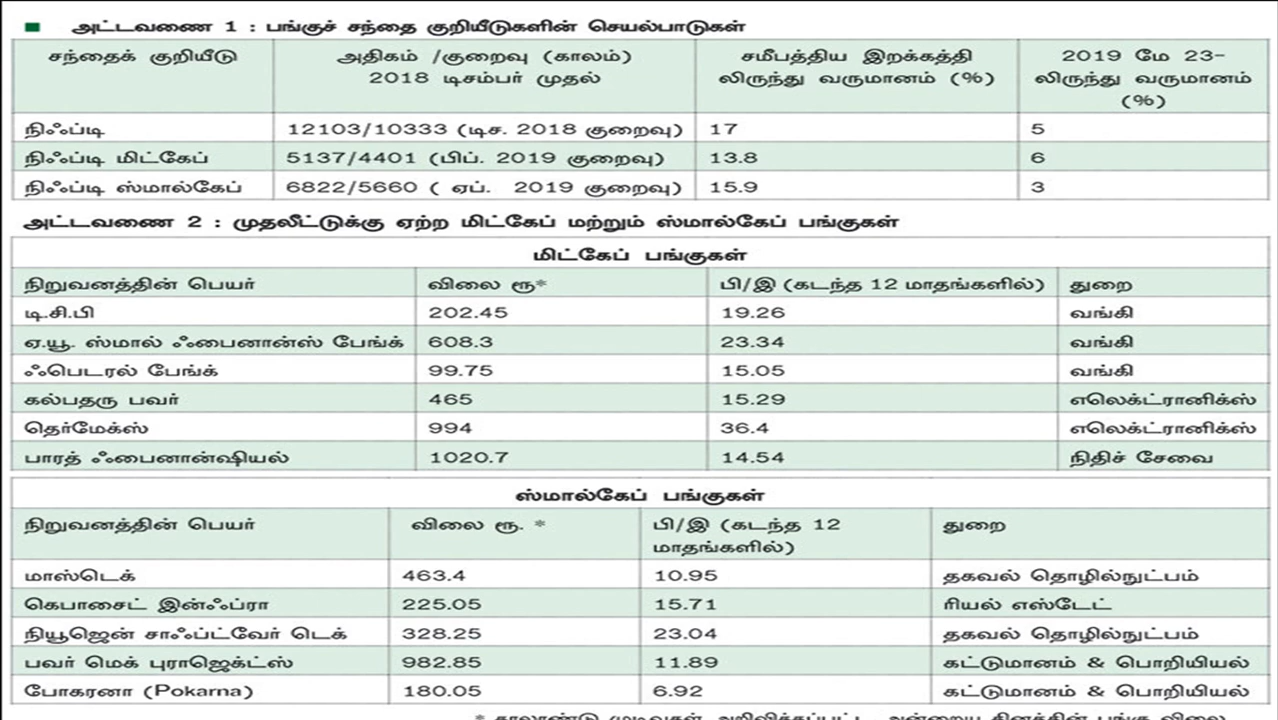 அட்டவணை 1 : பங்குச் சந்தை குறியீடுகளின் செயல்பாடுகள்
சந்தைக் குறியீடு அதிகம் /குறைவு (காலம்) 2018 டிசம்பர் முதல் சமீபத்திய இறக்கத்தி லிருந்து வருமானம் (%) 2019 மே 23- லிருந்து வருமானம் (%)
நிஃப்டி 12103/10333 (டிச. 2018 குறைவு) 17 5
நிஃப்டி மிட்கேப் 5137/4401 (பிப். 2019 குறைவு) 13.8 6
நிஃப்டி ஸ்மால்கேப் 6822/5660 ( ஏப். 2019 குறைவு) 15.9 3
அட்டவணை 2 : முதலீட்டுக்கு ஏற்ற மிட்கேப் மற்றும் ஸ்மால்கேப் பங்குகள்
மிட்கேப் பங்குகள்
நிறுவனத்தின் பெயர் விலை ரூ* பி/இ (கடந்த 12 மாதங்களில்) துறை
டி.சி.பி 202.45 19.26 வங்கி
ஏ.யூ. ஸ்மால் ஃபைனான்ஸ் பேங்க் 608.3 23.34 வங்கி
ஃபெடரல் பேங்க் 99.75 15.05 வங்கி
கல்பதரு பவர் 465 15.29 எலெக்ட்ரானிக்ஸ்
தெர்மேக்ஸ் 994 36.4 எலெக்ட்ரானிக்ஸ்
பாரத் ஃபைனான்ஷியல் 1020.7 14.54 நிதிச் சேவை
ஸ்மால்கேப் பங்குகள்
நிறுவனத்தின் பெயர் விலை ரூ. * பி/இ (கடந்த 12 மாதங்களில்) துறை
மாஸ்டெக் 463.4 10.95 தகவல் தொழில்நுட்பம்
கெபாசைட் இன்ஃப்ரா 225.05 15.71 ரியல் எஸ்டேட்
நியூஜென் சாஃப்ட்வேர் டெக் 328.25 23.04 தகவல் தொழில்நுட்பம்
பவர் மெக் புராஜெக்ட்ஸ் 982.85 11.89 கட்டுமானம் & பொறியியல்
போகரனா (Pokarna) 180.05 6.92 கட்டுமானம் & பொறியியல்